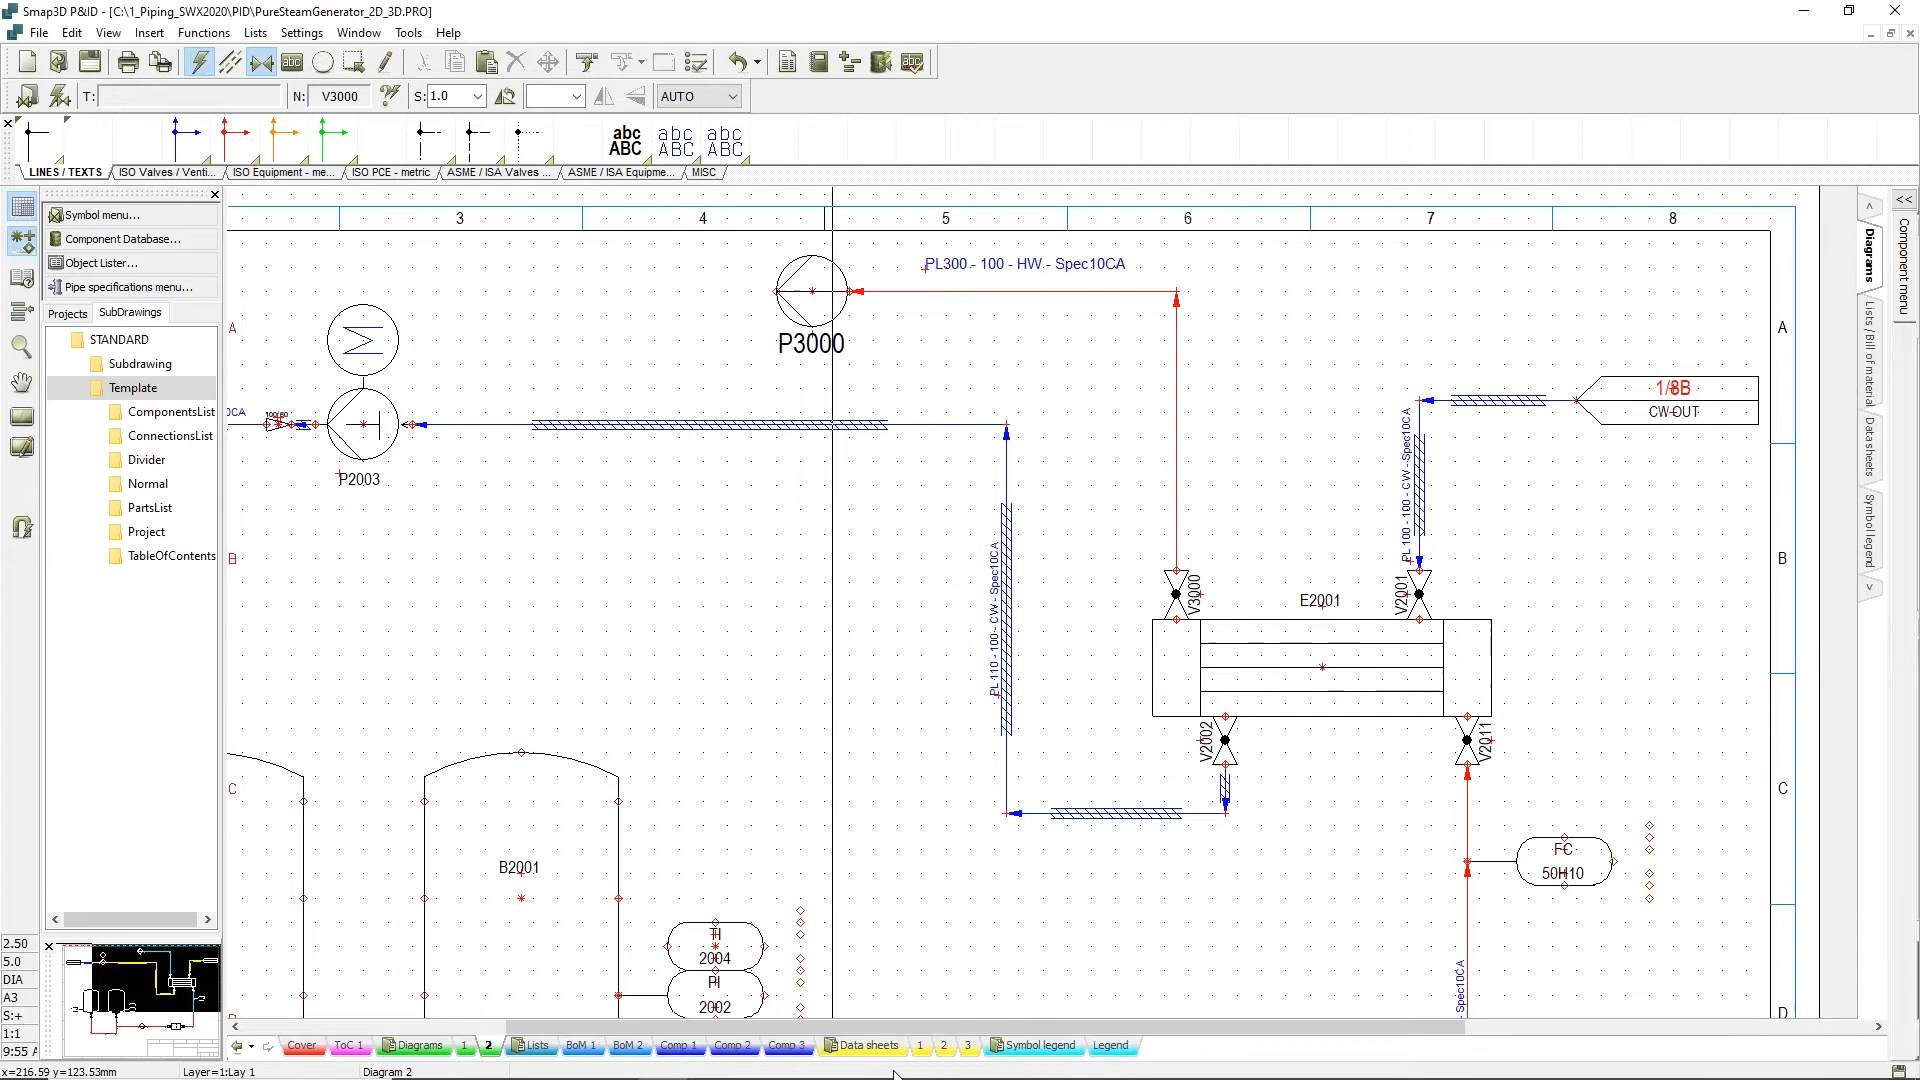 Smap3D P&ID - [C:\1_Piping_SWX2020\PID\PureSteamGenerator_2D_3D.PRO]
File Edit View Insert Functions Lists Settings Window Tools Help
T: N: V3000 S: 1.0 AUTO
abc ABC abc ABC abc ABC
LINES / TEXTS ISO Valves / Venti... ISO Equipment - me... ISO PCE - metric ASME / ISA Valves ... ASME / ISA Equipme... MISC
Symbol menu...
Component Database...
Object Lister...
Pipe specifications menu...
Projects SubDrawings
STANDARD
Subdrawing
Template
ComponentsList
ConnectionsList
Divider
Normal
PartsList
Project
TableOfContents
2.50
5.0
DIA
A3
S:+
1:1
9:55
3 4 5 6 7 8
PL300 - 100 - HW - Spec10CA
P3000
A
A
1/8B
CW-OUT
0CA
100/80
P2003
PL 100 - 100 - CW - Spec10CA
B
B
PL 110 - 100 - CW - Spec10CA
V3000
V2001
E2001
V2002
V2011
C
C
FC
50H10
B2001
TI
2004
PI
2002
- Spec10CA
D
D
<<
Component menu
Diagrams
Lists / Bill of material
Data sheets
Symbol legend
Cover ToC 1 Diagrams 1 2 Lists BoM 1 BoM 2 Comp 1 Comp 2 Comp 3 Data sheets 1 2 3 Symbol legend Legend
x=216.59 y=123.53mm Layer=1:Lay 1 Diagram 2